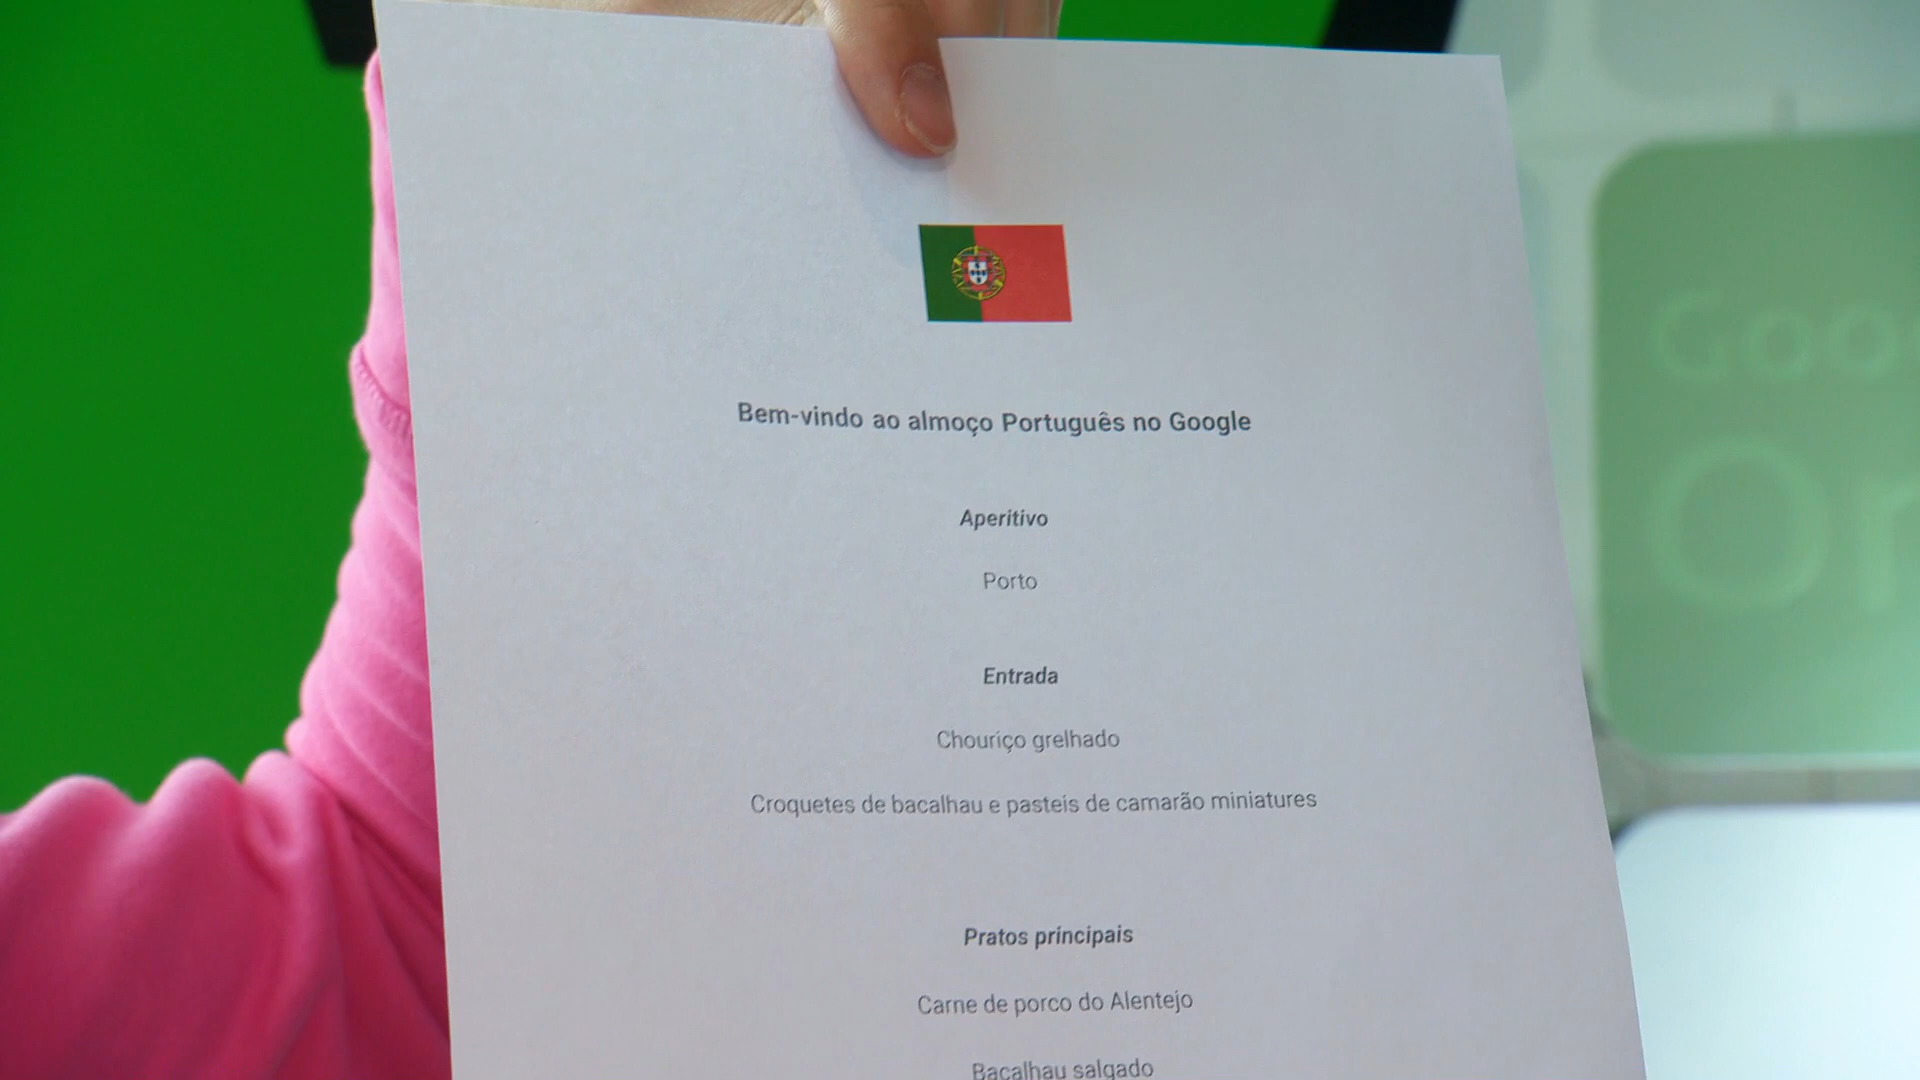 Bem-vindo ao almoço Português no Google
Aperitivo
Porto
Entrada
Chouriço grelhado
Croquetes de bacalhau e pasteis de camarão miniatures
Pratos principais
Carne de porco do Alentejo
Bacalhau salgado